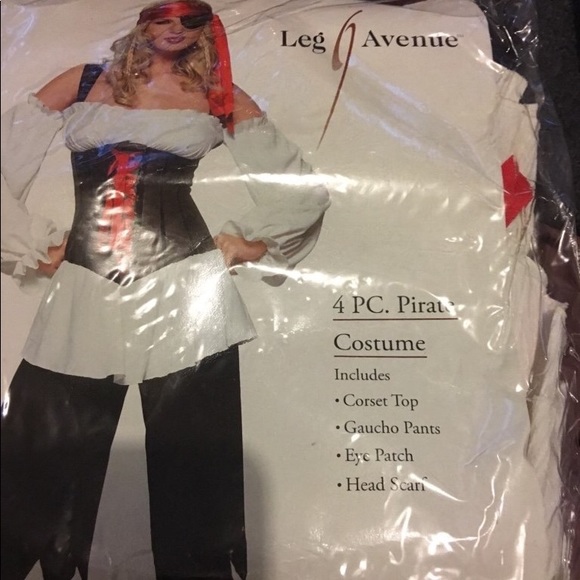 Leg Avenue
4 PC. Pirate
Costume
Includes
• Corset Top
• Gaucho Pants
• Eye Patch
• Head Scarf